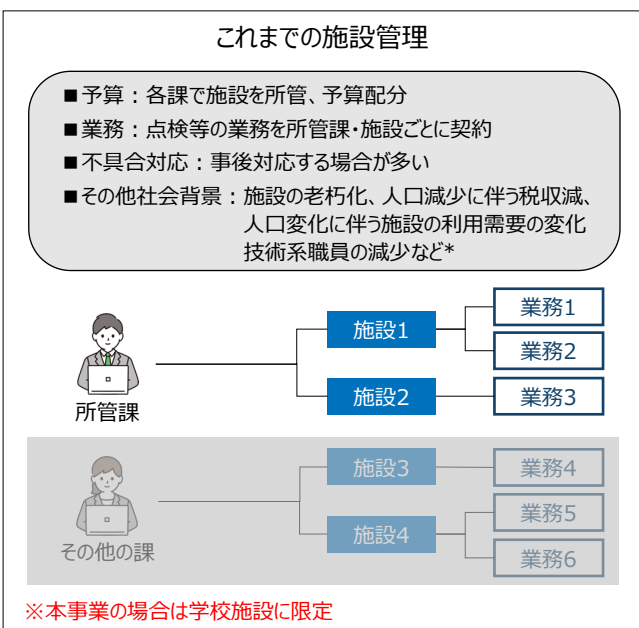 これまでの施設管理
■予算：各課で施設を所管、予算配分
■業務：点検等の業務を所管課・施設ごとに契約
■不具合対応：事後対応する場合が多い
■その他社会背景：施設の老朽化、人口減少に伴う税収減、
人口変化に伴う施設の利用需要の変化
技術系職員の減少など*
所管課
施設1
業務1
業務2
施設2
業務3
その他の課
施設3
業務4
施設4
業務5
業務6
※本事業の場合は学校施設に限定